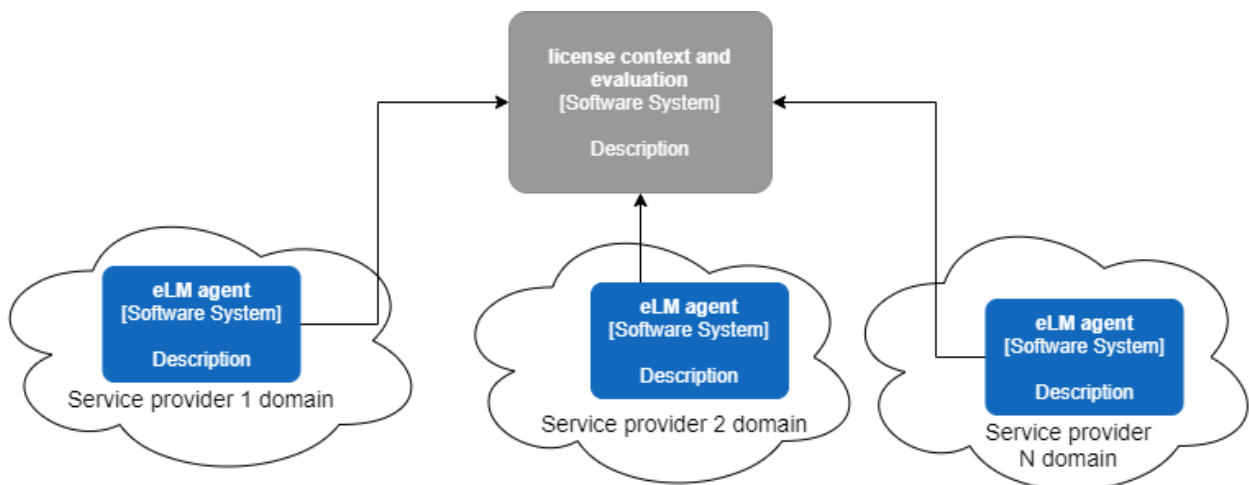 license context and
evaluation
[Software System]
Description
eLM agent
[Software System]
Description
Service provider 1 domain
eLM agent
[Software System]
Description
Service provider 2 domain
eLM agent
[Software System]
Description
Service provider
N domain